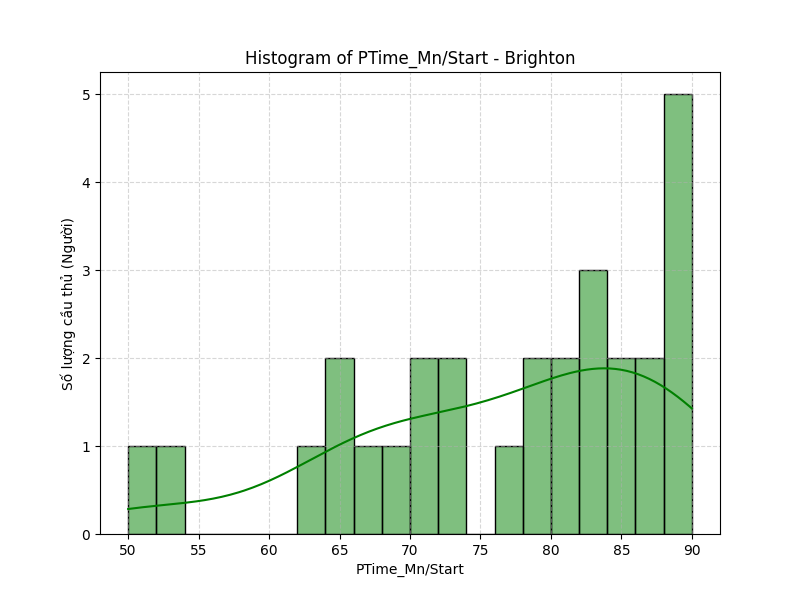 Histogram of PTime_Mn/Start - Brighton
Số lượng cầu thủ (Người)
5
4
3
2
1
0
50 55 60 65 70 75 80 85 90
PTime_Mn/Start